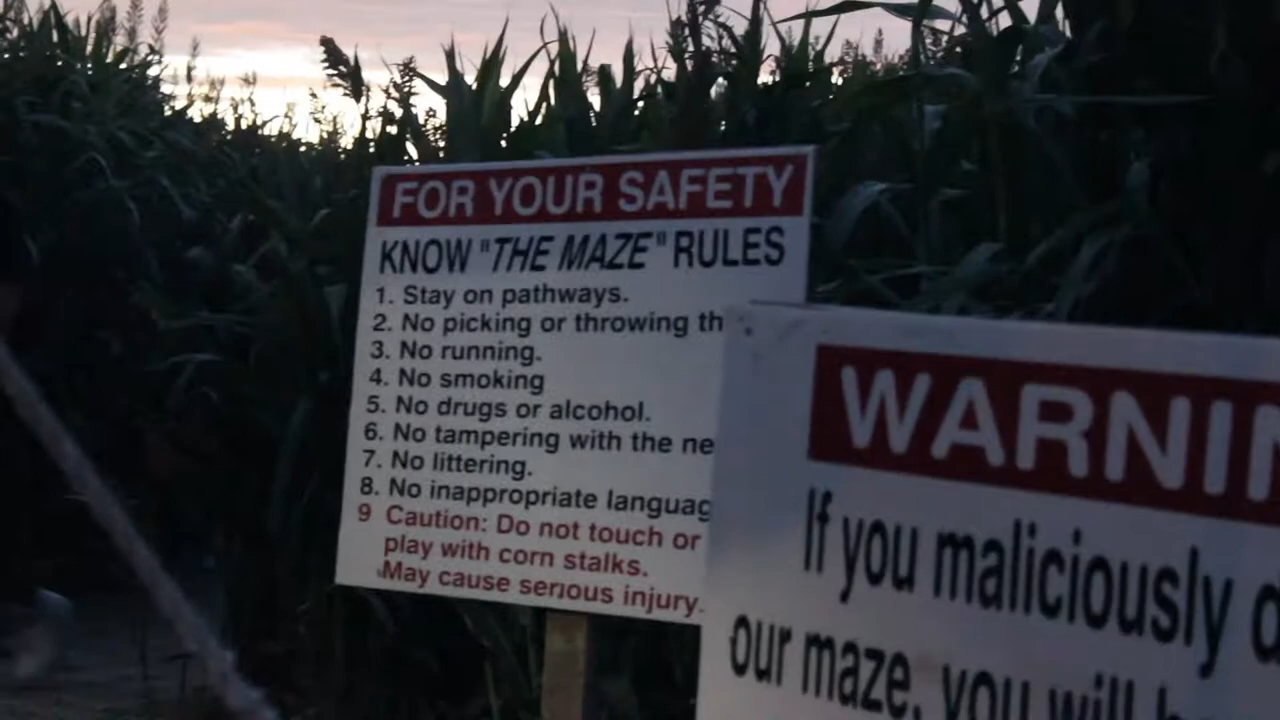 FOR YOUR SAFETY
KNOW "THE MAZE" RULES
1. Stay on pathways.
2. No picking or throwing th
3. No running.
4. No smoking
5. No drugs or alcohol.
6. No tampering with the ne
7. No littering.
8. No inappropriate languag
9 Caution: Do not touch or
play with corn stalks.
May cause serious injury.
WARNIN
If you maliciously
our maze, you will